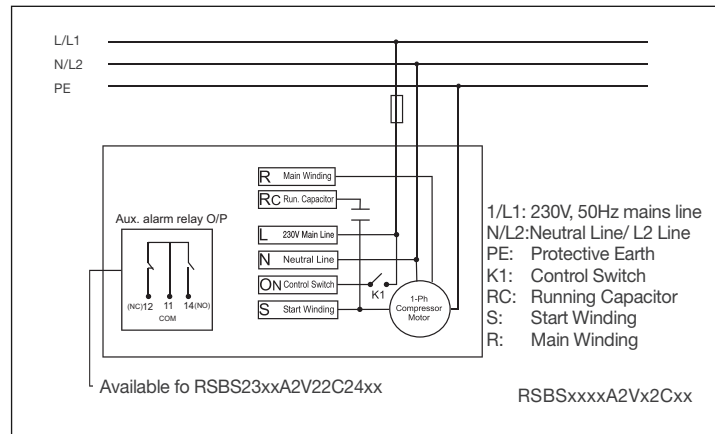 L/L1
N/L2
PE
R Main Winding
RC Run. Capacitor
L 230V Main Line
N Neutral Line
ON Control Switch
S Start Winding
K1
1-Ph
Compressor
Motor
Aux. alarm relay O/P
(NC)12 11 14(NO)
COM
Available fo RSBS23xxA2V22C24xx
1/L1: 230V, 50Hz mains line
N/L2:Neutral Line/ L2 Line
PE: Protective Earth
K1: Control Switch
RC: Running Capacitor
S: Start Winding
R: Main Winding
RSBSxxxxA2Vx2Cxx